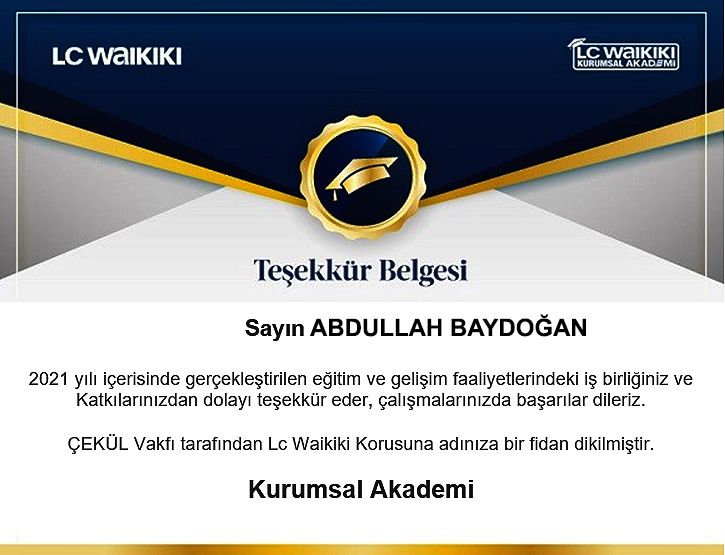 LC WAIKIKI
LC WAIKIKI
KURUMSAL AKADEMİ
Teşekkür Belgesi
Sayın ABDULLAH BAYDOĞAN
2021 yılı içerisinde gerçekleştirilen eğitim ve gelişim faaliyetlerindeki iş birliğiniz ve
Katkılarınızdan dolayı teşekkür eder, çalışmalarınızda başarılar dileriz.
ÇEKÜL Vakfı tarafından Lc Waikiki Korusuna adınıza bir fidan dikilmiştir.
Kurumsal Akademi